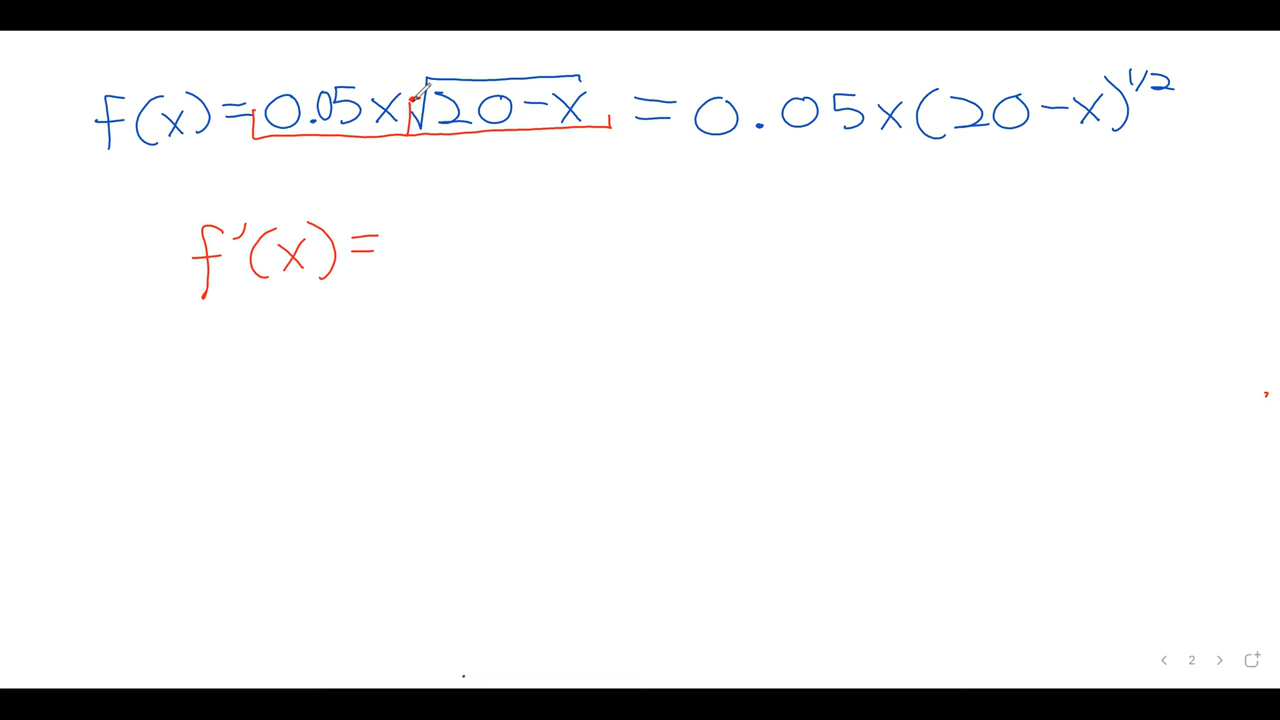 f(x)=0.05x√20-x = 0.05x(20-x)^1/2
f'(x)=
< 2 >